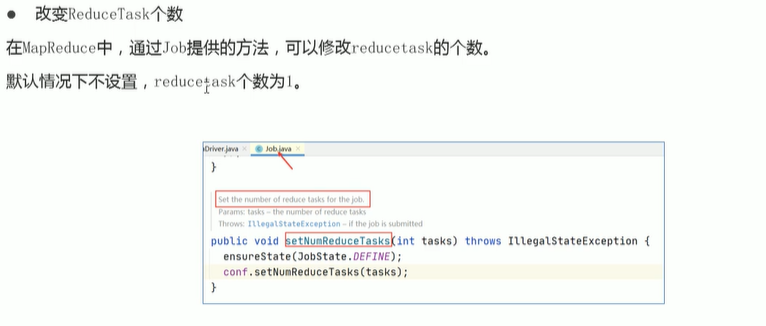 ● 改变ReduceTask个数
在MapReduce中，通过Job提供的方法，可以修改reducetask的个数。
默认情况下不设置，reducetask个数为1。
Driver.java × Job.java ×
}
Set the number of reduce tasks for the job.
Params: tasks – the number of reduce tasks
Throws: IllegalStateException – if the job is submitted
public void setNumReduceTasks(int tasks) throws IllegalStateException {
ensureState(JobState.DEFINE);
conf.setNumReduceTasks(tasks);
}